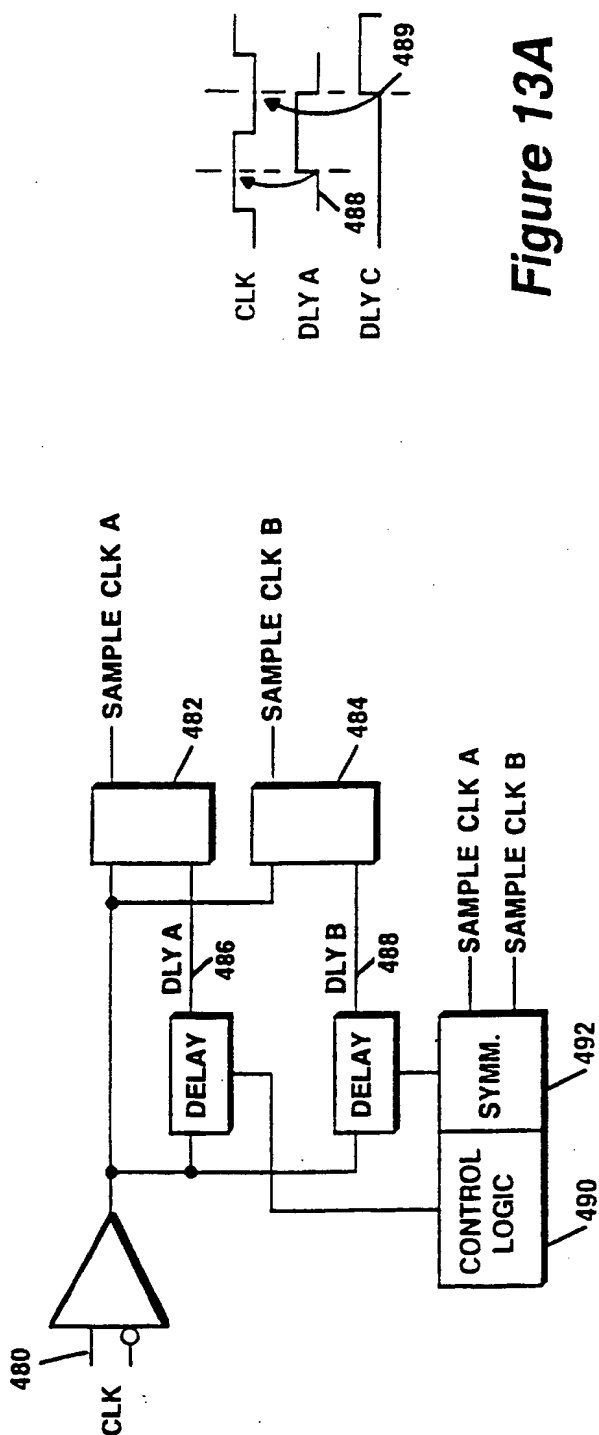 480
CLK
SAMPLE CLK A
482
DLY A
486
DELAY
SAMPLE CLK B
484
DLY B
488
DELAY
CONTROL
LOGIC
SYMM.
SAMPLE CLK A
SAMPLE CLK B
490
492
CLK
DLY A
488
DLY C
489
Figure 13A